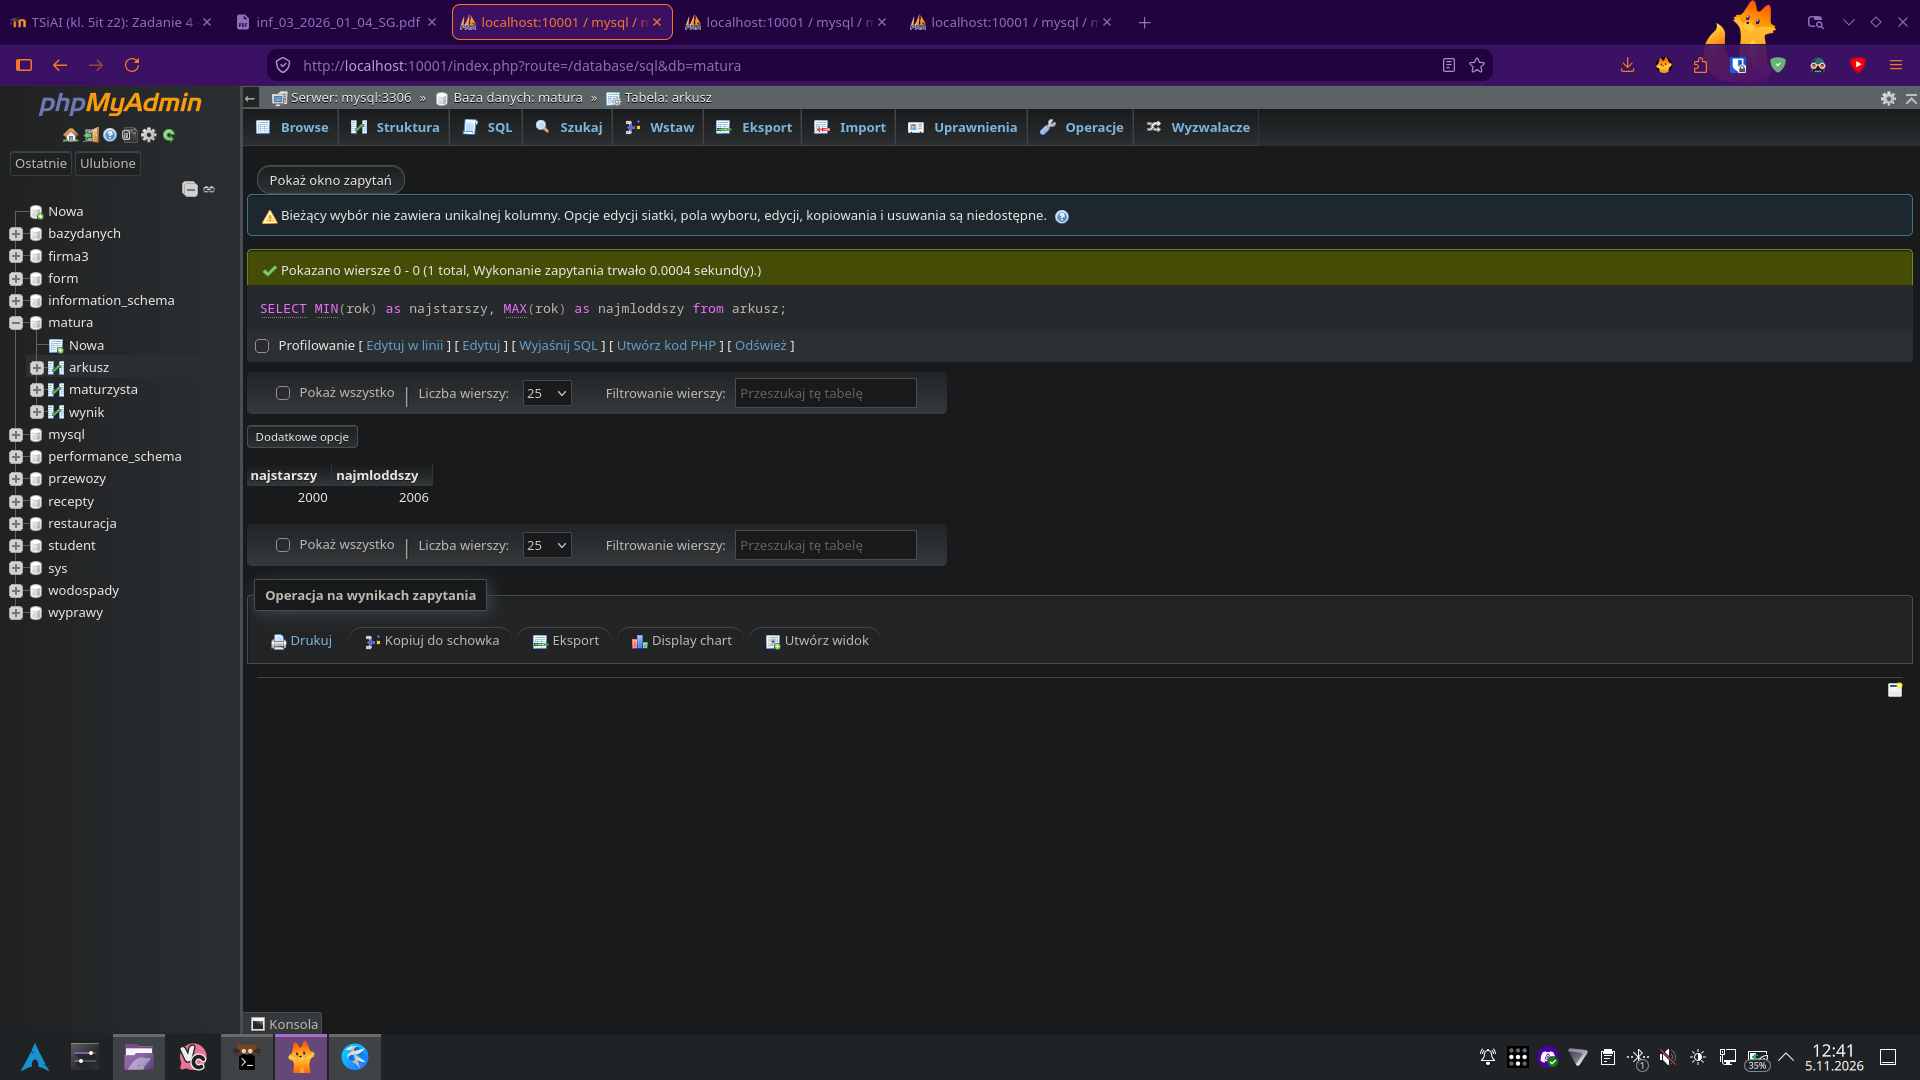 TSiAI (kl. 5it z2): Zadanie 4
inf_03_2026_01_04_SG.pdf
localhost:10001 / mysql /
localhost:10001 / mysql /
localhost:10001 / mysql /
http://localhost:10001/index.php?route=/database/sql&db=matura
phpMyAdmin
Ostatnie
Ulubione
Nowa
bazydanych
firma3
form
information_schema
matura
Nowa
arkusz
maturzysta
wynik
mysql
performance_schema
przewozy
recepty
restauracja
student
sys
wodospady
wyprawy
Serwer: mysql:3306 » Baza danych: matura » Tabela: arkusz
Browse Struktura SQL Szukaj Wstaw Eksport Import Uprawnienia Operacje Wyzwalacze
Pokaż okno zapytań
Bieżący wybór nie zawiera unikalnej kolumny. Opcje edycji siatki, pola wyboru, edycji, kopiowania i usuwania są niedostępne.
Pokazano wiersze 0 - 0 (1 total, Wykonanie zapytania trwało 0.0004 sekund(y).)
SELECT MIN(rok) as najstarszy, MAX(rok) as najmloddszy from arkusz;
Profilowanie [ Edytuj w linii ] [ Edytuj ] [ Wyjaśnij SQL ] [ Utwórz kod PHP ] [ Odśwież ]
Pokaż wszystko | Liczba wierszy: 25 Filtrowanie wierszy: Przeszukaj tę tabelę
Dodatkowe opcje
najstarszy najmloddszy
2000 2006
Pokaż wszystko | Liczba wierszy: 25 Filtrowanie wierszy: Przeszukaj tę tabelę
Operacja na wynikach zapytania
Drukuj Kopiuj do schowka Eksport Display chart Utwórz widok
Konsola
1
35%
12:41
5.11.2026